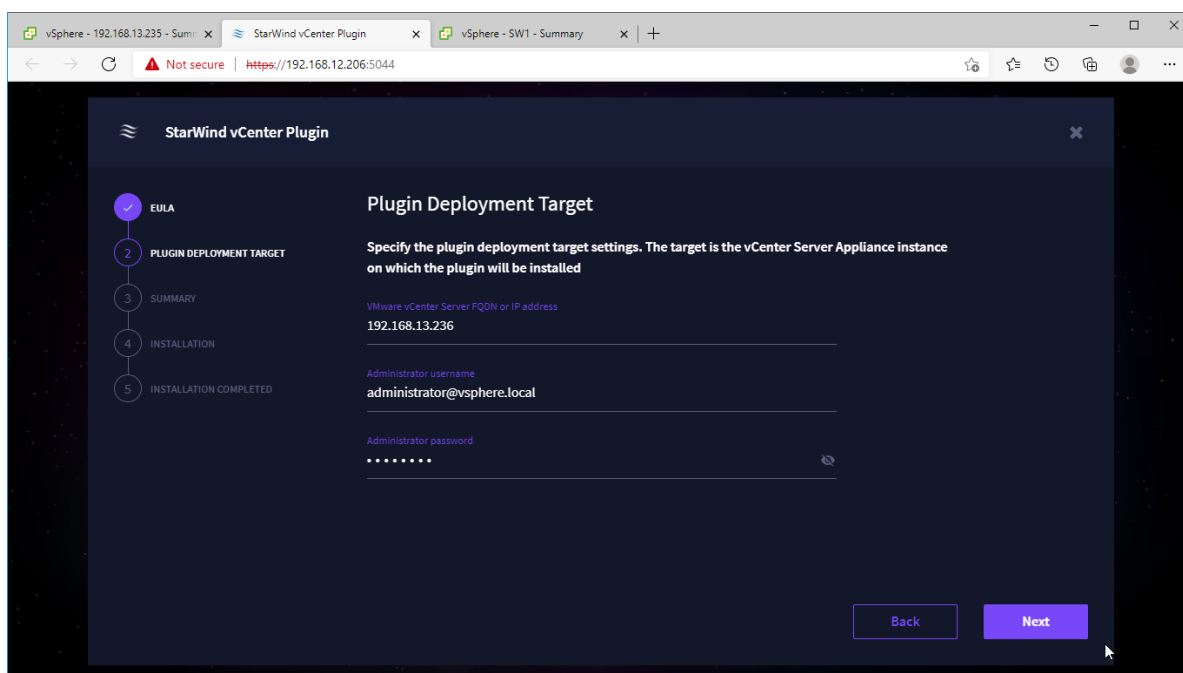 vSphere - 192.168.13.235 - Summ
StarWind vCenter Plugin
vSphere - SW1 - Summary
Not secure
https://192.168.12.206:5044
StarWind vCenter Plugin
EULA
2
PLUGIN DEPLOYMENT TARGET
3
SUMMARY
4
INSTALLATION
5
INSTALLATION COMPLETED
Plugin Deployment Target
Specify the plugin deployment target settings. The target is the vCenter Server Appliance instance
on which the plugin will be installed
VMware vCenter Server FQDN or IP address
192.168.13.236
Administrator username
administrator@vsphere.local
Administrator password
••••••••
Back
Next